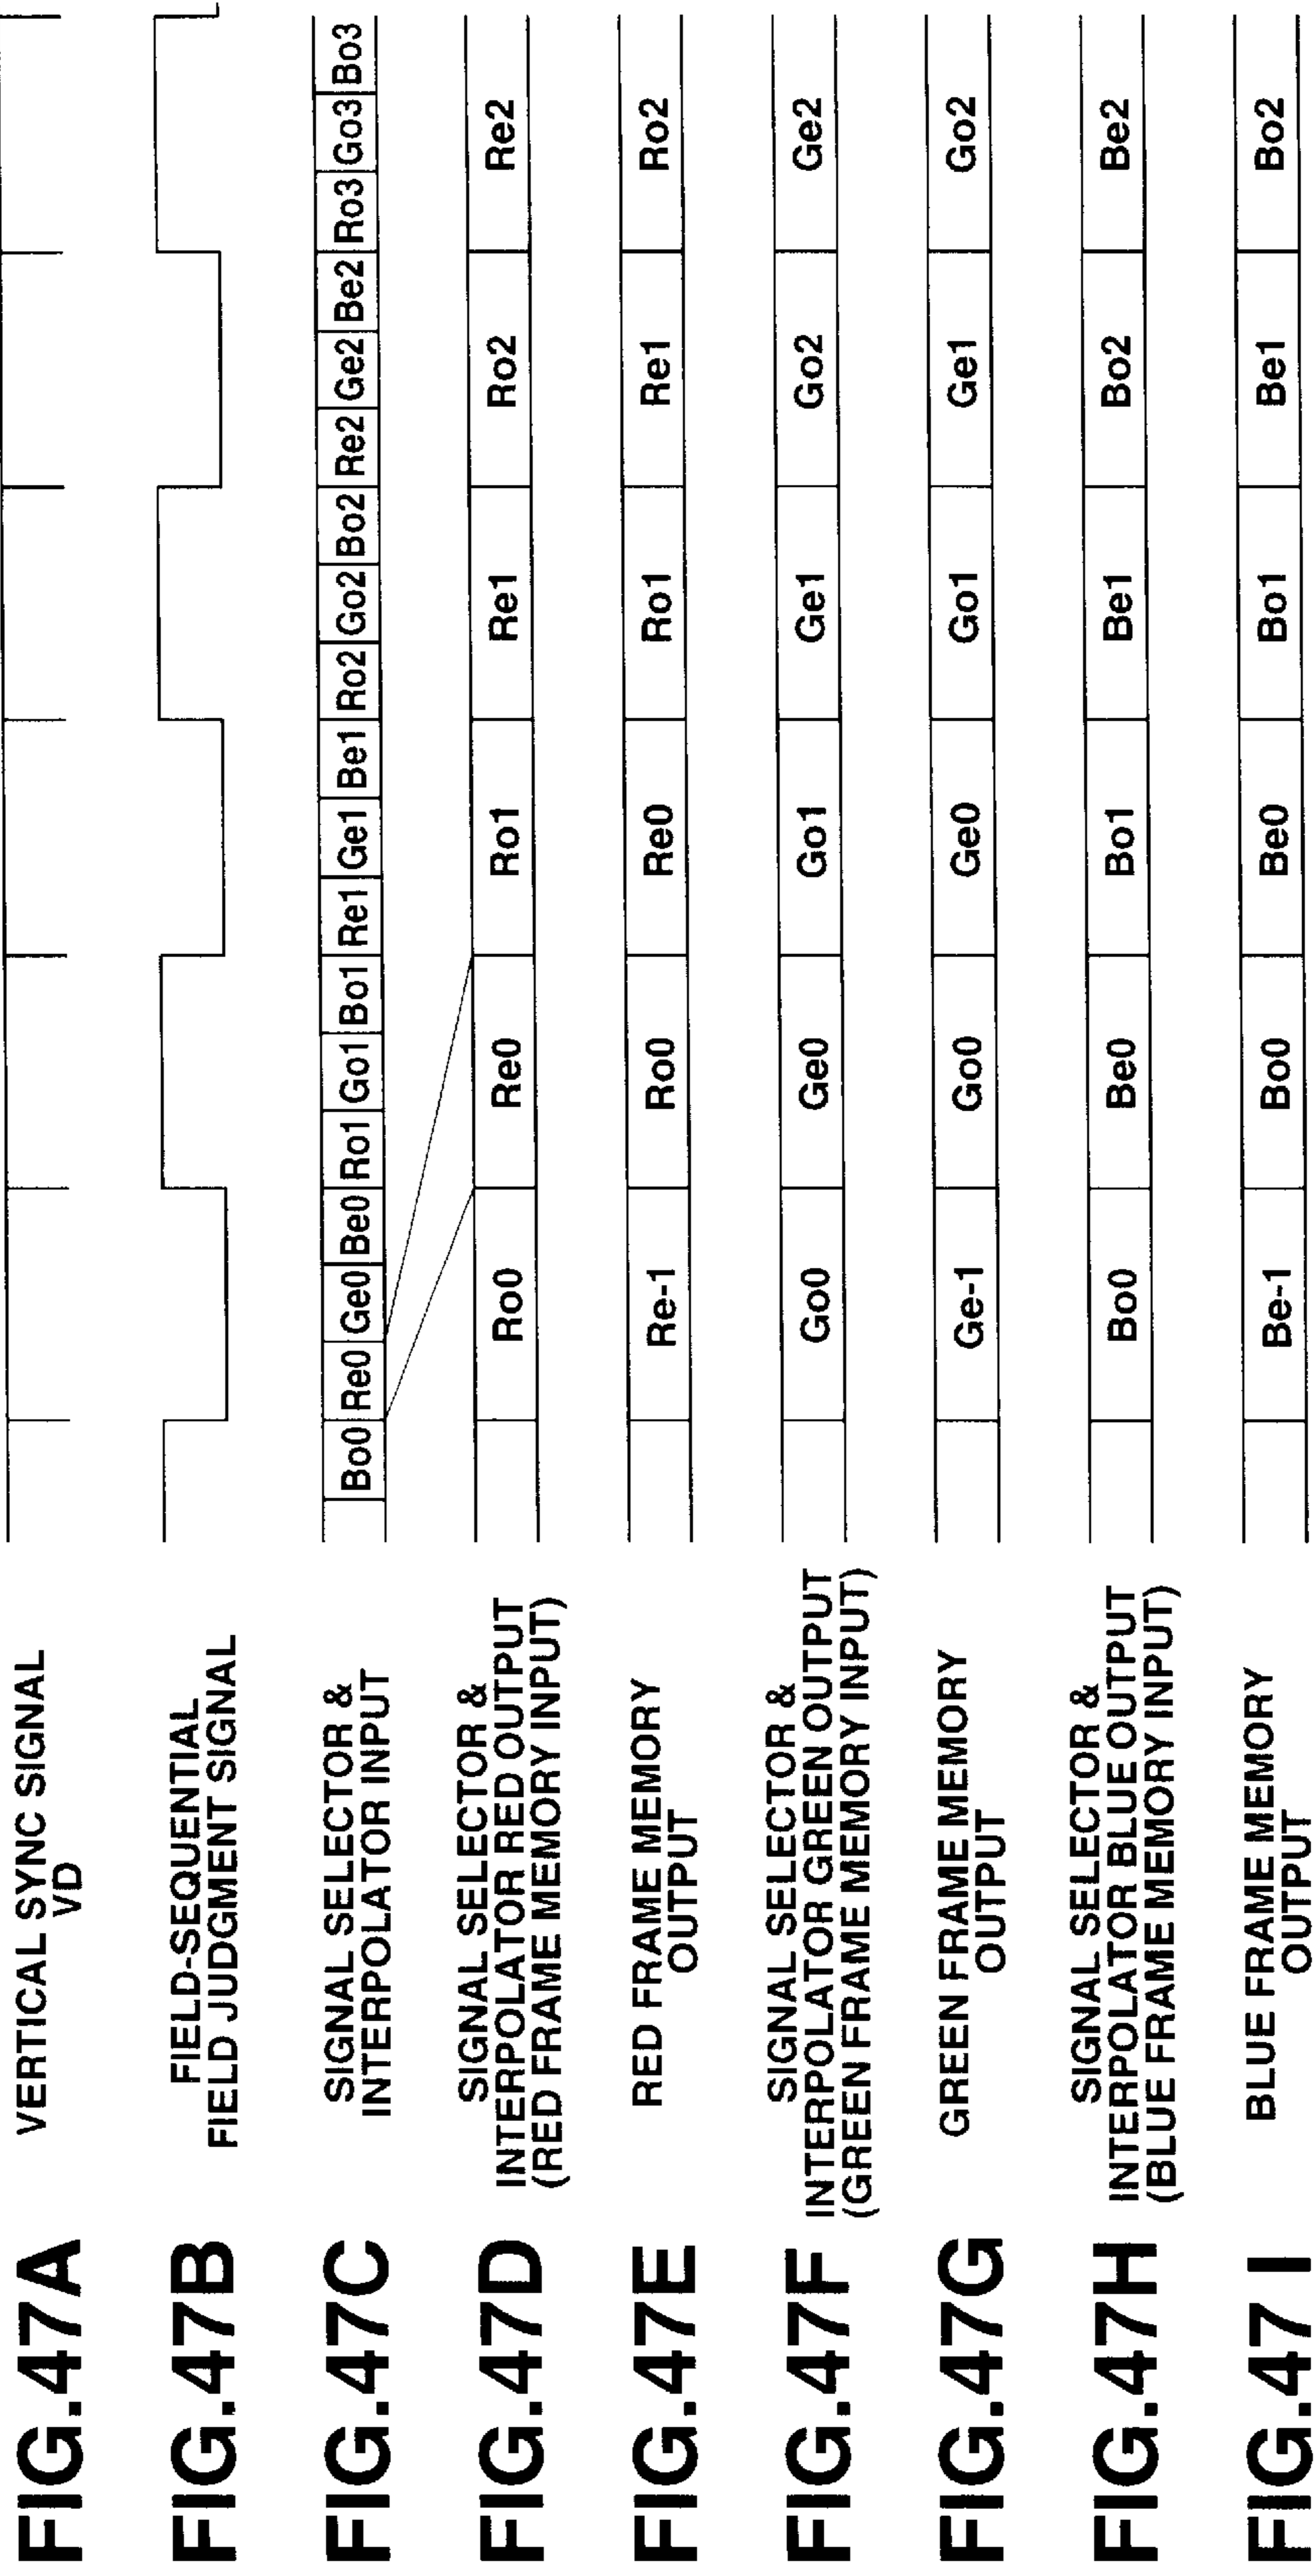 FIG.47A
VERTICAL SYNC SIGNAL
VD
FIG.47B
FIELD-SEQUENTIAL
FIELD JUDGMENT SIGNAL
FIG.47C
SIGNAL SELECTOR &
INTERPOLATOR INPUT
Bo0 Re0 Ge0 Be0 Ro1 Go1 Bo1 Re1 Ge1 Be1 Ro2 Go2 Bo2 Re2 Ge2 Be2 Ro3 Go3 Bo3
FIG.47D
SIGNAL SELECTOR &
INTERPOLATOR RED OUTPUT
(RED FRAME MEMORY INPUT)
Ro0 Re0 Ro1 Re1 Ro2 Re2
FIG.47E
RED FRAME MEMORY
OUTPUT
Re-1 Ro0 Re0 Ro1 Re1 Ro2
FIG.47F
SIGNAL SELECTOR &
INTERPOLATOR GREEN OUTPUT
(GREEN FRAME MEMORY INPUT)
Go0 Ge0 Go1 Ge1 Go2 Ge2
FIG.47G
GREEN FRAME MEMORY
OUTPUT
Ge-1 Go0 Ge0 Go1 Ge1 Go2
FIG.47H
SIGNAL SELECTOR &
INTERPOLATOR BLUE OUTPUT
(BLUE FRAME MEMORY INPUT)
Bo0 Be0 Bo1 Be1 Bo2 Be2
FIG.47 I
BLUE FRAME MEMORY
OUTPUT
Be-1 Bo0 Be0 Bo1 Be1 Bo2